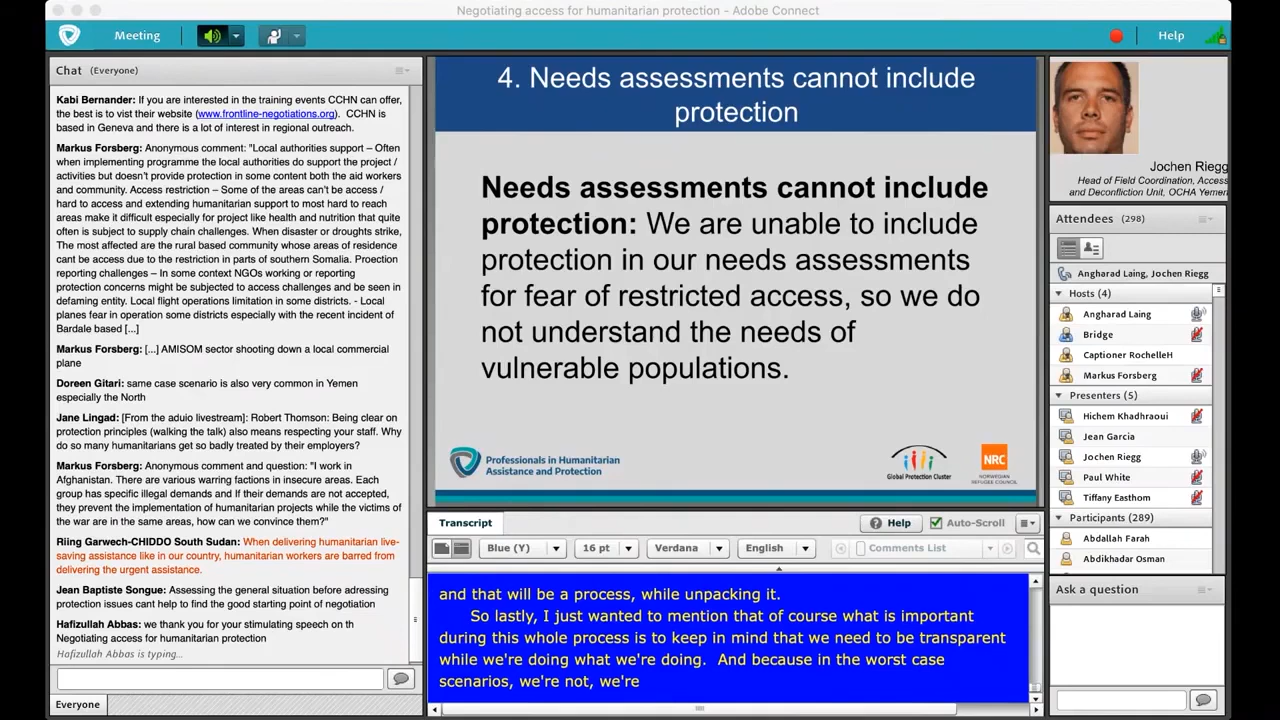 Negotiating access for humanitarian protection - Adobe Connect
Meeting
Help
Chat (Everyone)
Kabi Bernander: If you are interested in the training events CCHN can offer,
the best is to vist their website (www.frontline-negotiations.org). CCHN is
based in Geneva and there is a lot of interest in regional outreach.
Markus Forsberg: Anonymous comment: "Local authorities support – Often
when implementing programme the local authorities do support the project /
activities but doesn't provide protection in some content both the aid workers
and community. Access restriction – Some of the areas can't be access /
hard to access and extending humanitarian support to most hard to reach
areas make it difficult especially for project like health and nutrition that quite
often is subject to supply chain challenges. When disaster or droughts strike,
The most affected are the rural based community whose areas of residence
cant be access due to the restriction in parts of southern Somalia. Protection
reporting challenges – In some context NGOs working or reporting
protection concerns might be subjected to access challenges and be seen in
defaming entity. Local flight operations limitation in some districts. - Local
planes fear in operation some districts especially with the recent incident of
Bardale based [...]
Markus Forsberg: [...] AMISOM sector shooting down a local commercial
plane
Doreen Gitari: same case scenario is also very common in Yemen
especially the North
Jane Lingad: [From the aduio livestream]: Robert Thomson: Being clear on
protection principles (walking the talk) also means respecting your staff. Why
do so many humanitarians get so badly treated by their employers?
Markus Forsberg: Anonymous comment and question: "I work in
Afghanistan. There are various warring factions in insecure areas. Each
group has specific illegal demands and If their demands are not accepted,
they prevent the implementation of humanitarian projects while the victims of
the war are in the same areas, how can we convince them?"
Riing Garwech-CHIDDO South Sudan: When delivering humanitarian live-
saving assistance like in our country, humanitarian workers are barred from
delivering the urgent assistance.
Jean Baptiste Songue: Assessing the general situation before adressing
protection issues cant help to find the good starting point of negotiation
Hafizullah Abbas: we thank you for your stimulating speech on th
Negotiating access for humanitarian protection
Hafizullah Abbas is typing...
Everyone
4. Needs assessments cannot include
protection
Needs assessments cannot include
protection: We are unable to include
protection in our needs assessments
for fear of restricted access, so we do
not understand the needs of
vulnerable populations.
Professionals in Humanitarian
Assistance and Protection
Global Protection Cluster
NRC
NORWEGIAN
REFUGEE COUNCIL
Transcript
Help
Auto-Scroll
Blue (Y)
16 pt
Verdana
English
Comments List
and that will be a process, while unpacking it.
So lastly, I just wanted to mention that of course what is important
during this whole process is to keep in mind that we need to be transparent
while we're doing what we're doing. And because in the worst case
scenarios, we're not, we're
Jochen Riegg
Head of Field Coordination, Access
and Deconfliction Unit, OCHA Yemen
Attendees (298)
Angharad Laing, Jochen Riegg
Hosts (4)
Angharad Laing
Bridge
Captioner RochelleH
Markus Forsberg
Presenters (5)
Hichem Khadhraoui
Jean Garcia
Jochen Riegg
Paul White
Tiffany Easthom
Participants (289)
Abdallah Farah
Abdikhadar Osman
Ask a question